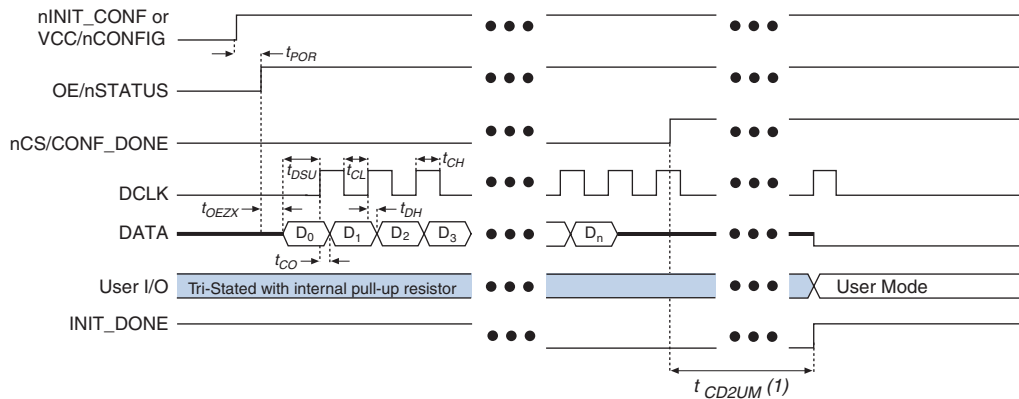 nINIT_CONF or
VCC/nCONFIG
tPOR
OE/nSTATUS
nCS/CONF_DONE
tDSU
tCL
tCH
DCLK
tOEZX
tDH
DATA
D0
D1
D2
D3
Dn
tCO
User I/O
Tri-Stated with internal pull-up resistor
User Mode
INIT_DONE
t CD2UM (1)